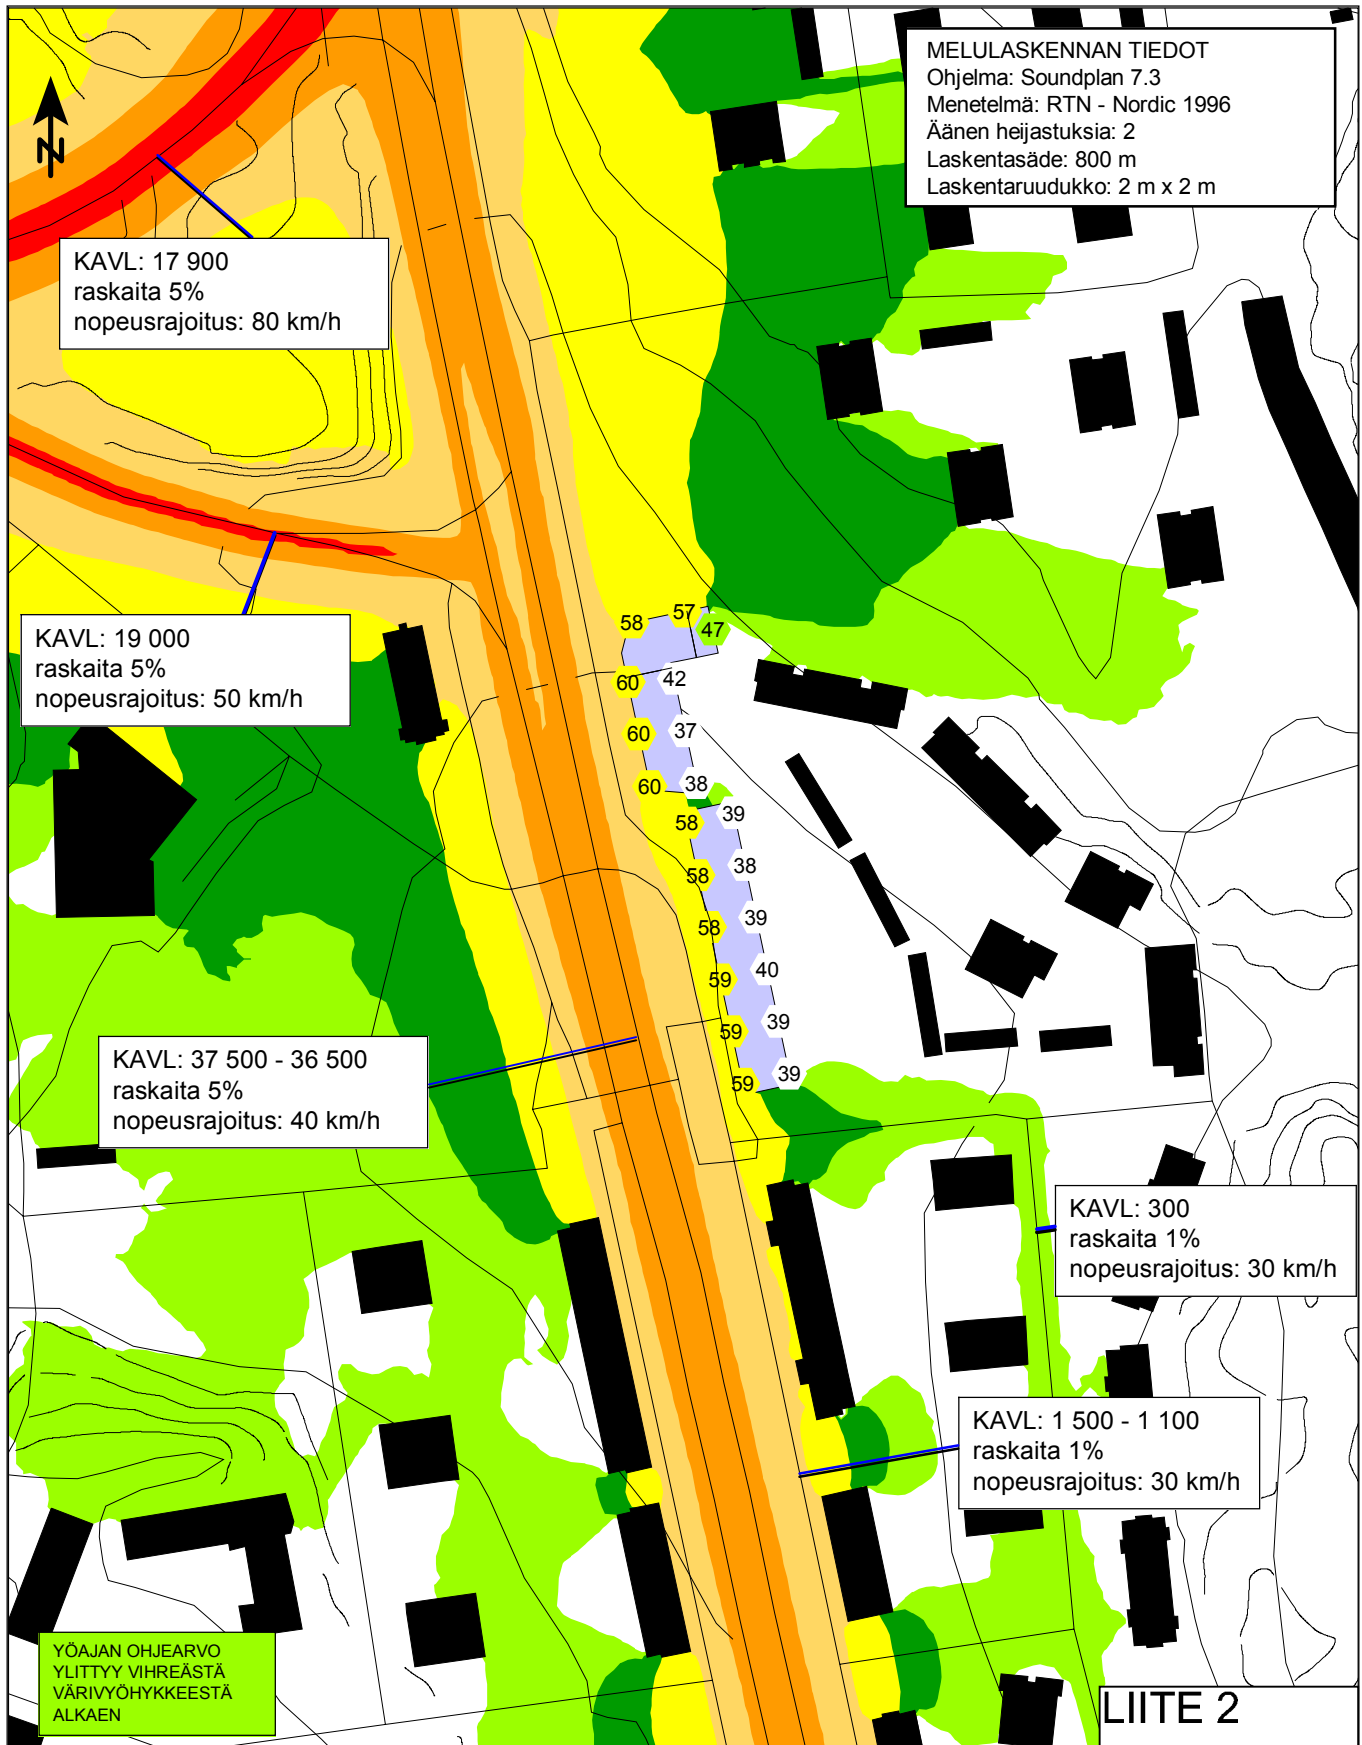 MELULASKENNAN TIEDOT
Ohjelma: Soundplan 7.3
Menetelmä: RTN - Nordic 1996
Äänen heijastuksia: 2
Laskentasäde: 800 m
Laskentaruudukko: 2 m x 2 m
N
KAVL: 17 900
raskaita 5%
nopeusrajoitus: 80 km/h
KAVL: 19 000
raskaita 5%
nopeusrajoitus: 50 km/h
58
57
47
60
42
60
37
60
38
58
39
58
38
58
39
59
40
59
39
59
39
KAVL: 37 500 - 36 500
raskaita 5%
nopeusrajoitus: 40 km/h
KAVL: 300
raskaita 1%
nopeusrajoitus: 30 km/h
KAVL: 1 500 - 1 100
raskaita 1%
nopeusrajoitus: 30 km/h
YÖAJAN OHJEARVO
YLITTYY VIHREÄSTÄ
VÄRIVYÖHYKKEESTÄ
ALKAEN
LIITE 2